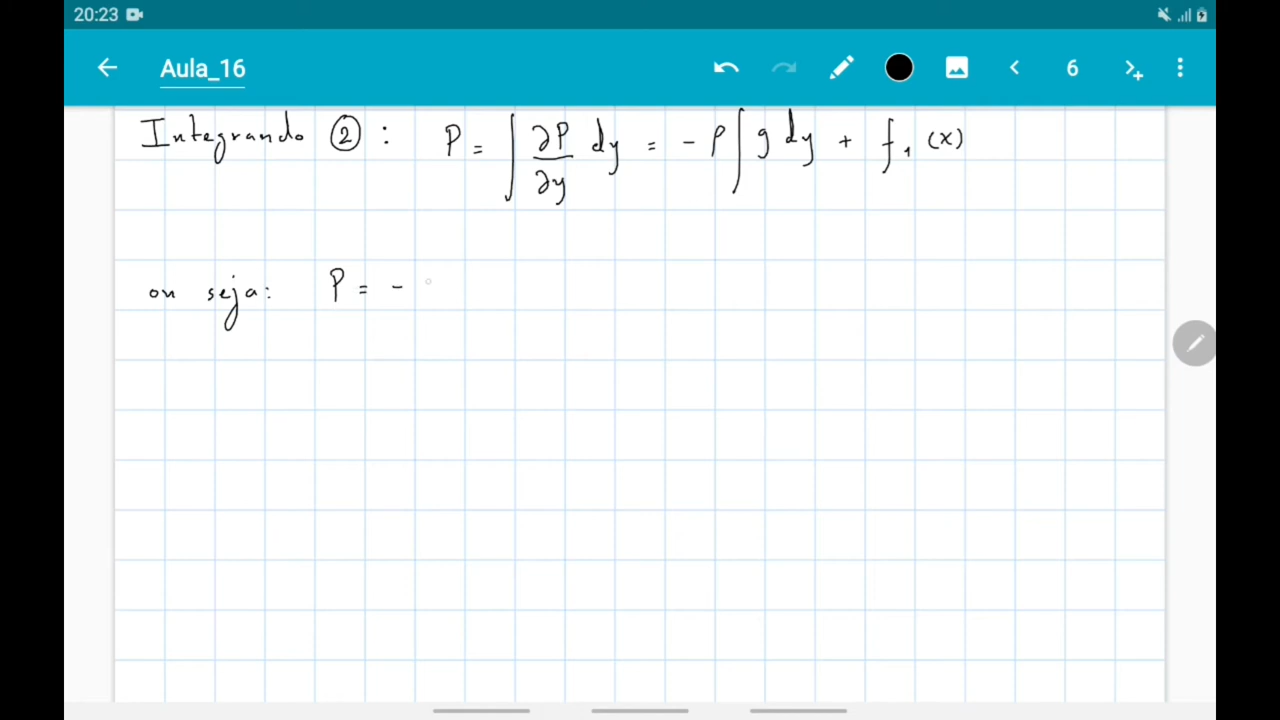 20:23
Aula_16 6
Integrando ② : P = ∫ ∂P/∂y dy = - ρ ∫ g dy + f₁ (x)
ou seja: P = -